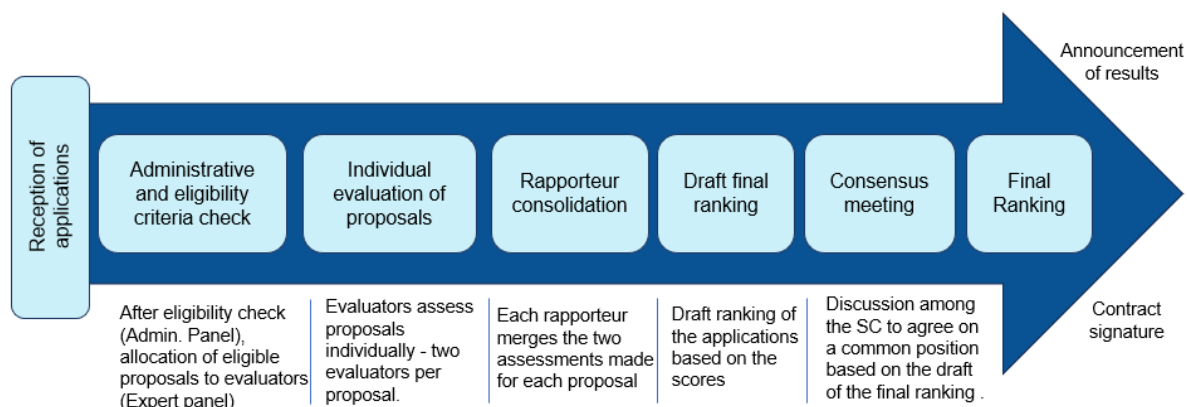 Reception of
applications
Administrative
and eligibility
criteria check
Individual
evaluation of
proposals
Rapporteur
consolidation
Draft final
ranking
Consensus
meeting
Final
Ranking
Announcement
of results
Contract
signature
After eligibility check
(Admin. Panel),
allocation of eligible
proposals to evaluators
(Expert panel)
Evaluators assess
proposals
individually - two
evaluators per
proposal.
Each rapporteur
merges the two
assessments made
for each proposal
Draft ranking of
the applications
based on the
scores
Discussion among
the SC to agree on
a common position
based on the draft
of the final ranking .